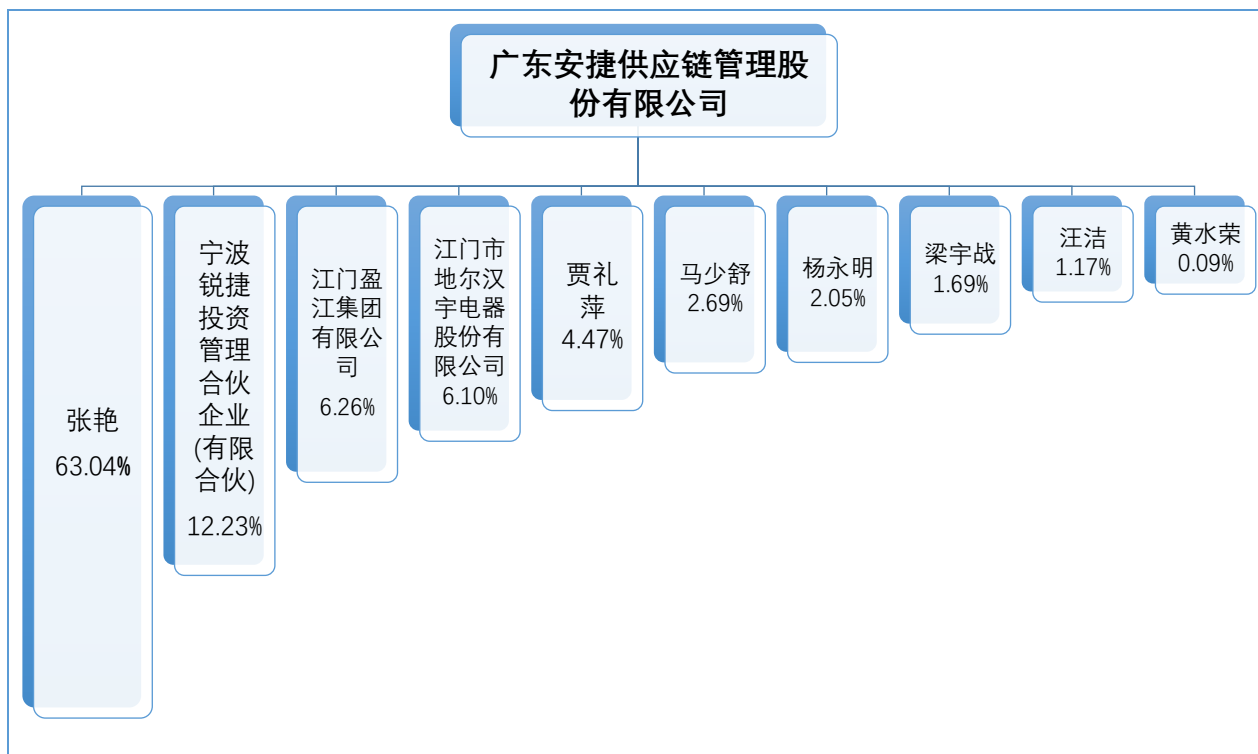 广东安捷供应链管理股
份有限公司
张艳
63.04%
宁波
锐捷
投资
管理
合伙
企业
(有限
合伙)
12.23%
江门盈
江集团
有限公
司
6.26%
江门市
地尔汉
宇电器
股份有
限公司
6.10%
贾礼
萍
4.47%
马少舒
2.69%
杨永明
2.05%
梁宇战
1.69%
汪洁
1.17%
黄水荣
0.09%